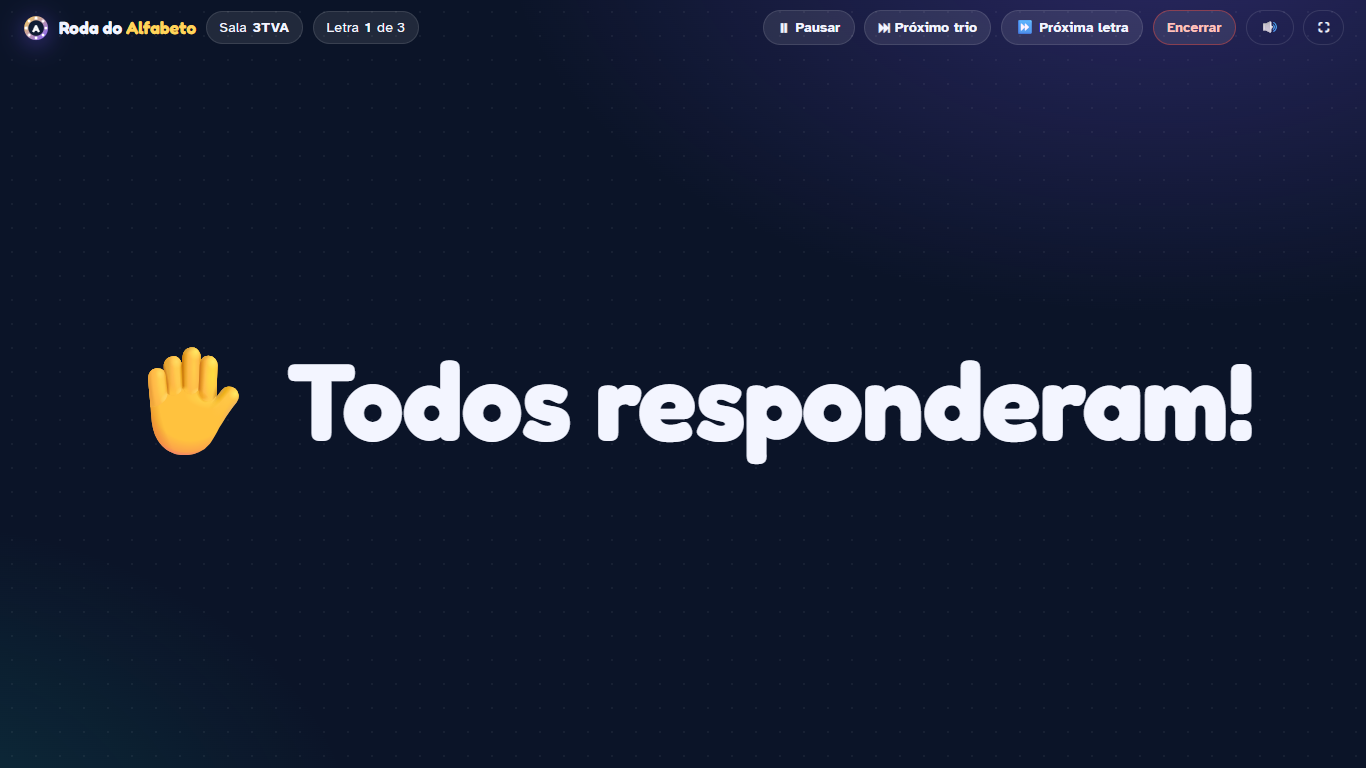 A Roda do Alfabeto
Sala 3TVA
Letra 1 de 3
Pausar
Próximo trio
Próxima letra
Encerrar
Todos responderam!